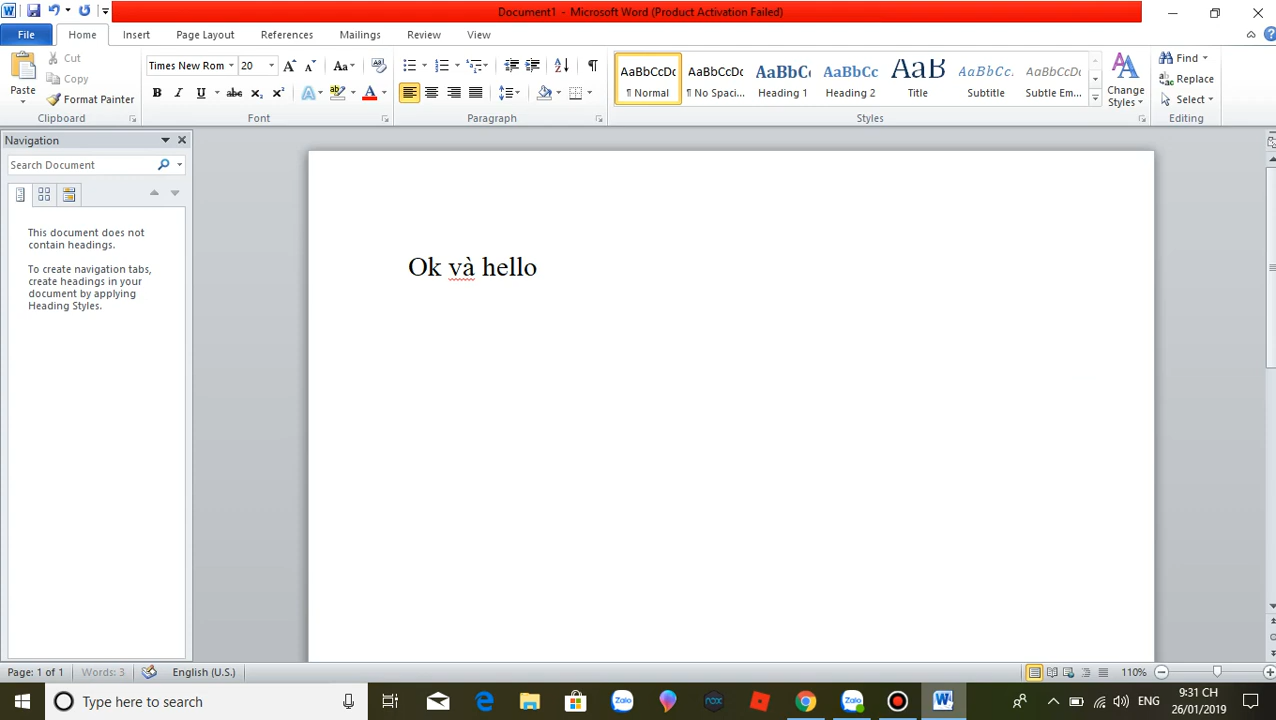 Document1 - Microsoft Word (Product Activation Failed)
File Home Insert Page Layout References Mailings Review View
Paste
Cut
Copy
Format Painter
Clipboard
Times New Rom 20
Font
Paragraph
AaBbCcDc AaBbCcDc AaBbCc AaBbCc AaB AaBbCc. AaBbCcDc
¶ Normal ¶ No Spaci... Heading 1 Heading 2 Title Subtitle Subtle Em...
Change
Styles
Styles
Find
Replace
Select
Editing
Navigation
Search Document
This document does not
contain headings.
To create navigation tabs,
create headings in your
document by applying
Heading Styles.
Ok và hello
Page: 1 of 1 Words: 3 English (U.S.) 110%
Type here to search
Zalo
nox
Zalo
ENG
9:31 CH
26/01/2019